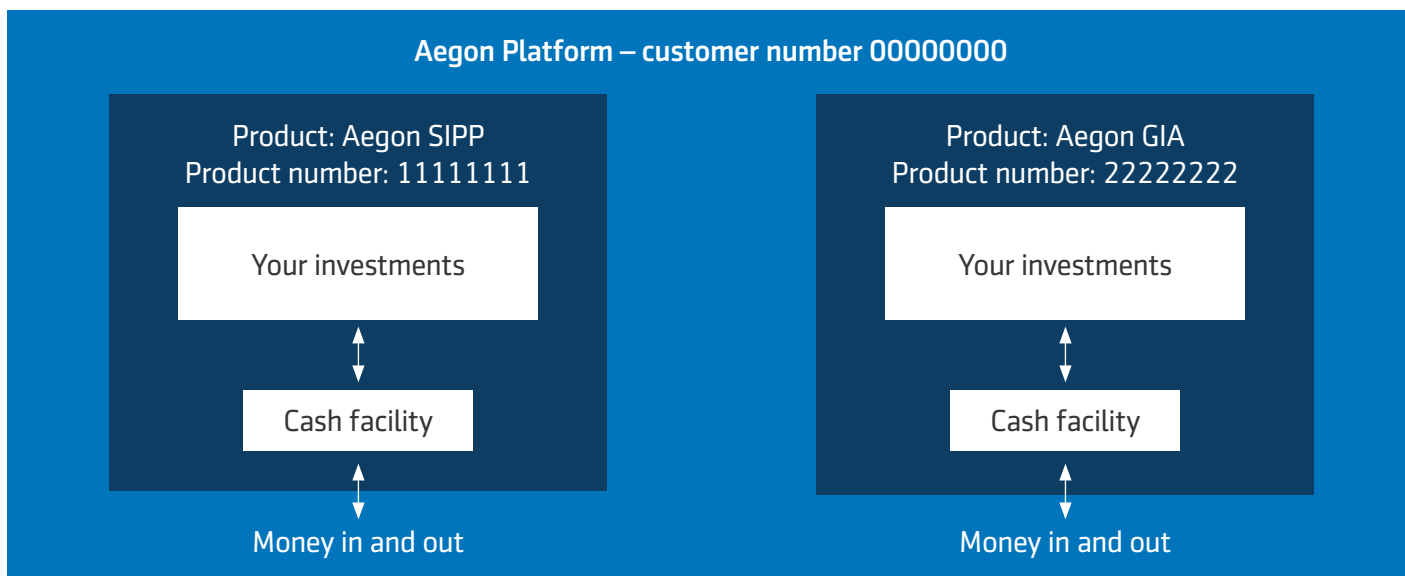 Aegon Platform – customer number 00000000
Product: Aegon SIPP
Product number: 11111111
Your investments
Cash facility
Money in and out
Product: Aegon GIA
Product number: 22222222
Your investments
Cash facility
Money in and out